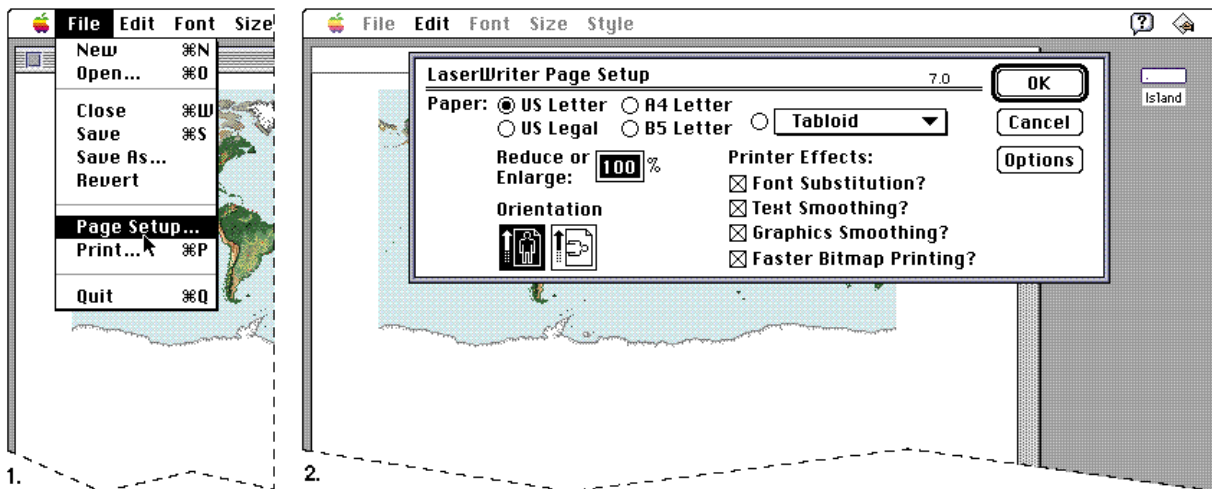 File Edit Font Size
New ⌘N
Open... ⌘O
Close ⌘W
Save ⌘S
Save As...
Revert
Page Setup...
Print... ⌘P
Quit ⌘Q
1.
File Edit Font Size Style
LaserWriter Page Setup 7.0
OK
Paper: US Letter A4 Letter
US Legal B5 Letter Tabloid
Cancel
Reduce or Enlarge: 100 %
Printer Effects:
Options
Font Substitution?
Orientation
Text Smoothing?
Graphics Smoothing?
Faster Bitmap Printing?
Island
2.